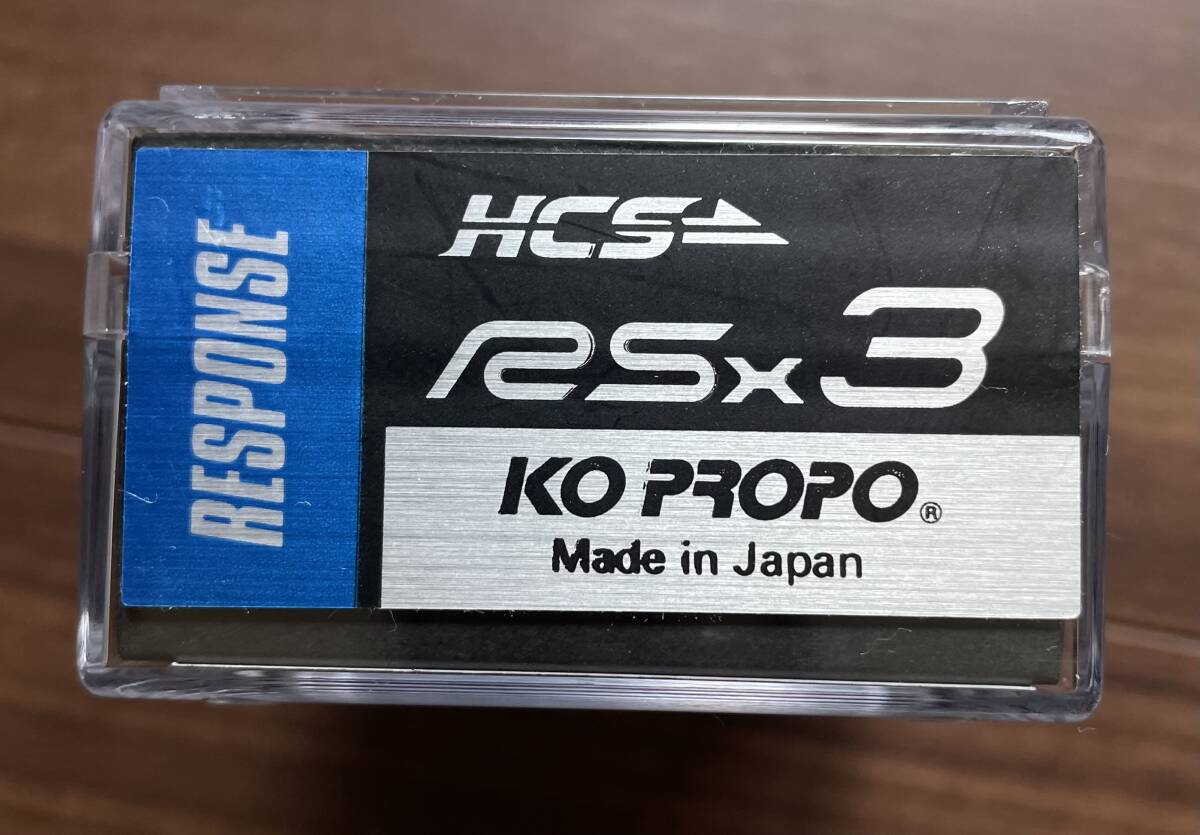 RESPONSE
HCS
RSx3
KO PROPO®
Made in Japan